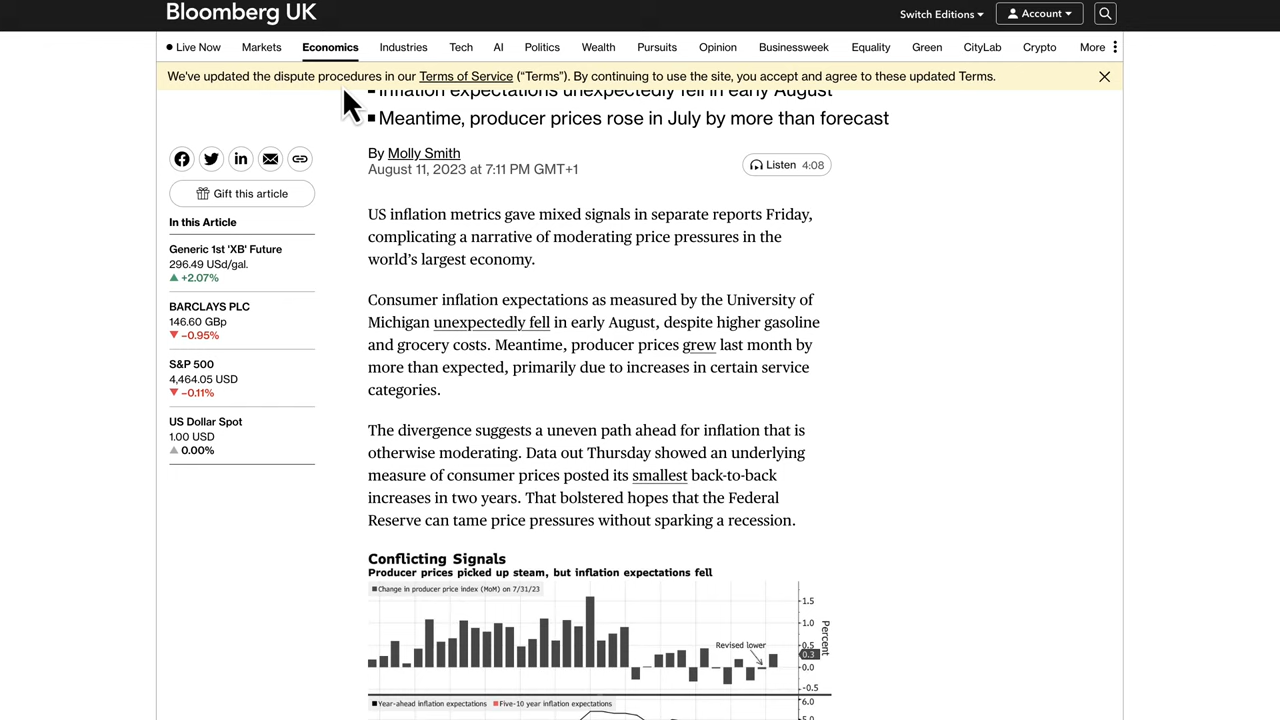 Bloomberg UK
Switch Editions
Account
Live Now Markets Economics Industries Tech AI Politics Wealth Pursuits Opinion Businessweek Equality Green CityLab Crypto More
We've updated the dispute procedures in our Terms of Service (“Terms”). By continuing to use the site, you accept and agree to these updated Terms.
Inflation expectations unexpectedly fell in early August
Meantime, producer prices rose in July by more than forecast
By Molly Smith
August 11, 2023 at 7:11 PM GMT+1
Listen 4:08
Gift this article
In this Article
Generic 1st 'XB' Future
296.49 USd/gal.
+2.07%
BARCLAYS PLC
146.60 GBp
−0.95%
S&P 500
4,464.05 USD
−0.11%
US Dollar Spot
1.00 USD
0.00%
US inflation metrics gave mixed signals in separate reports Friday,
complicating a narrative of moderating price pressures in the
world’s largest economy.
Consumer inflation expectations as measured by the University of
Michigan unexpectedly fell in early August, despite higher gasoline
and grocery costs. Meantime, producer prices grew last month by
more than expected, primarily due to increases in certain service
categories.
The divergence suggests a uneven path ahead for inflation that is
otherwise moderating. Data out Thursday showed an underlying
measure of consumer prices posted its smallest back-to-back
increases in two years. That bolstered hopes that the Federal
Reserve can tame price pressures without sparking a recession.
Conflicting Signals
Producer prices picked up steam, but inflation expectations fell
Change in producer price index (MoM) on 7/31/23
1.5
1.0
0.5
0.3
0.0
-0.5
Percent
Revised lower
Year-ahead inflation expectations Five-10 year inflation expectations
6.0